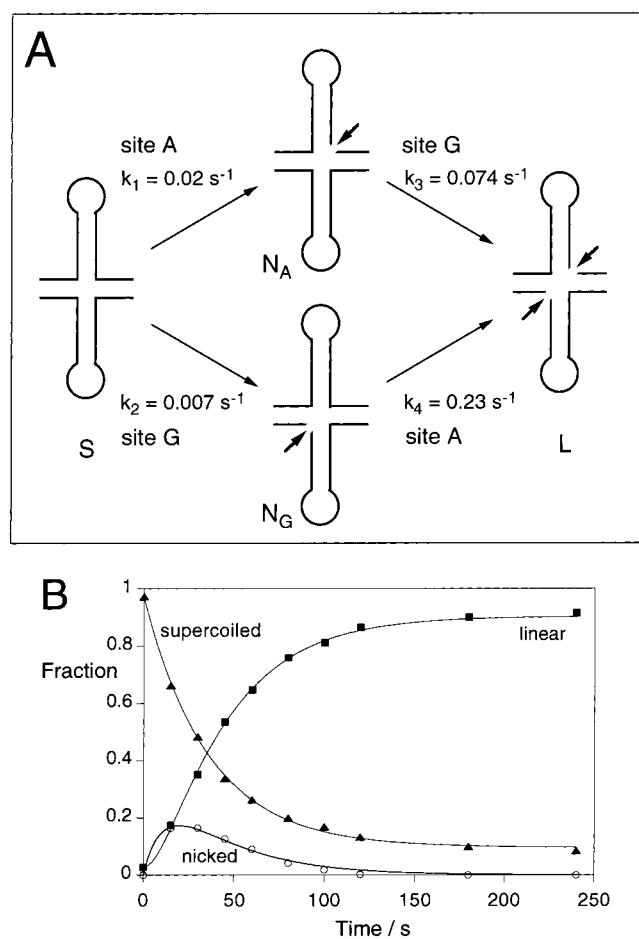 A
site A
k1 = 0.02 s-1
site G
k3 = 0.074 s-1
NA
k2 = 0.007 s-1
k4 = 0.23 s-1
S
site G
site A
L
NG
B
1
supercoiled
linear
0.8
Fraction
0.6
0.4
0.2
nicked
0
0
50
100
150
200
250
Time / s